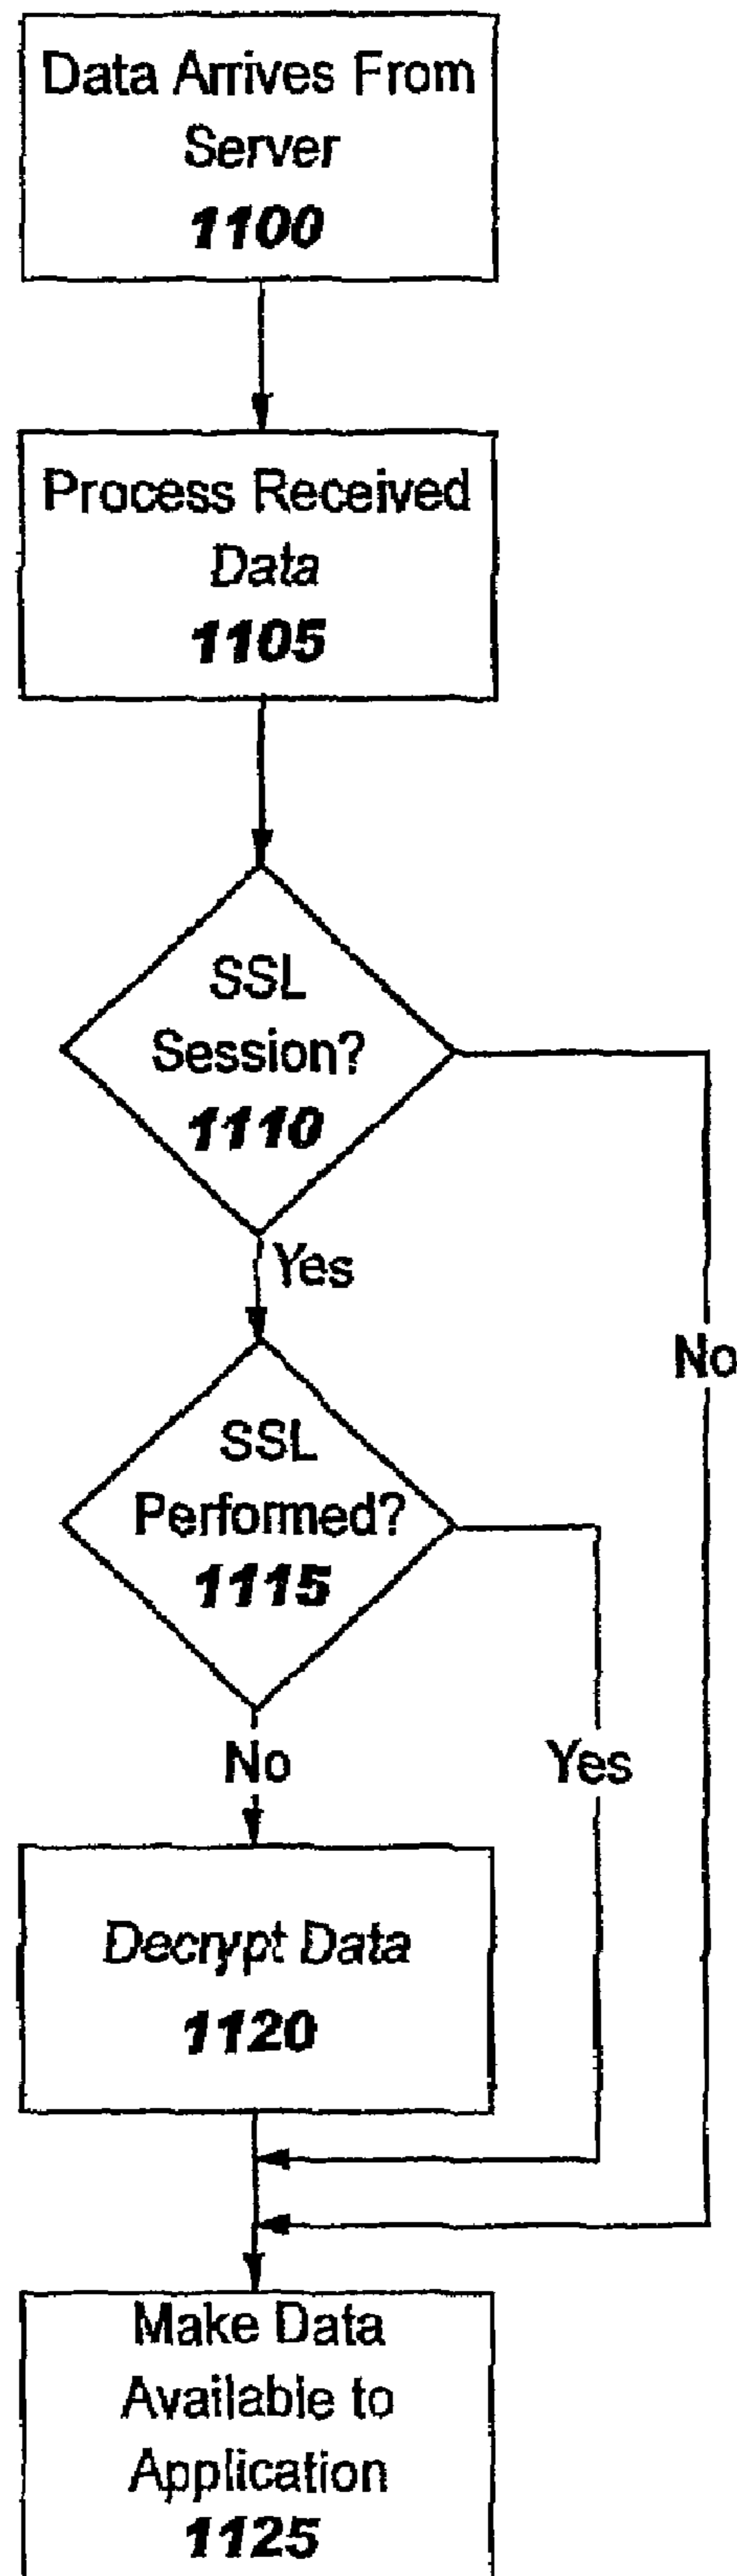 Data Arrives From
Server
1100
Process Received
Data
1105
SSL
Session?
1110
Yes
No
SSL
Performed?
1115
No
Yes
Decrypt Data
1120
Make Data
Available to
Application
1125